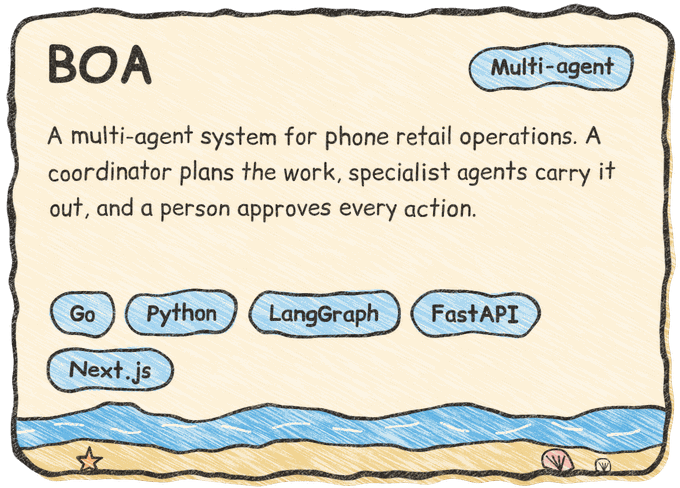 BOA
Multi-agent
A multi-agent system for phone retail operations. A
coordinator plans the work, specialist agents carry it
out, and a person approves every action.
Go
Python
LangGraph
FastAPI
Next.js